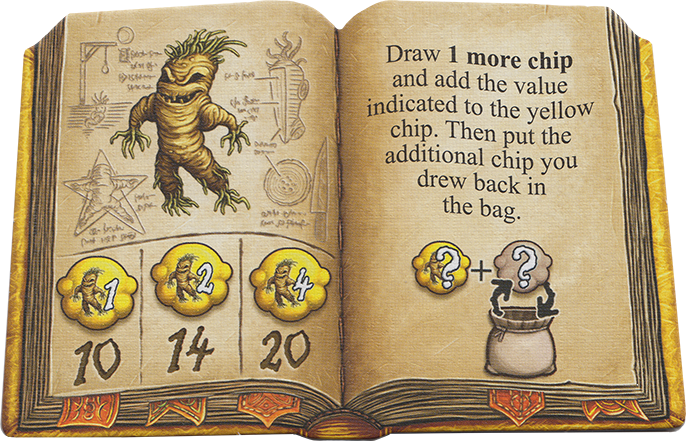 1
2
4
10
14
20
Draw 1 more chip
and add the value
indicated to the yellow
chip. Then put the
additional chip you
drew back in
the bag.
? + ?